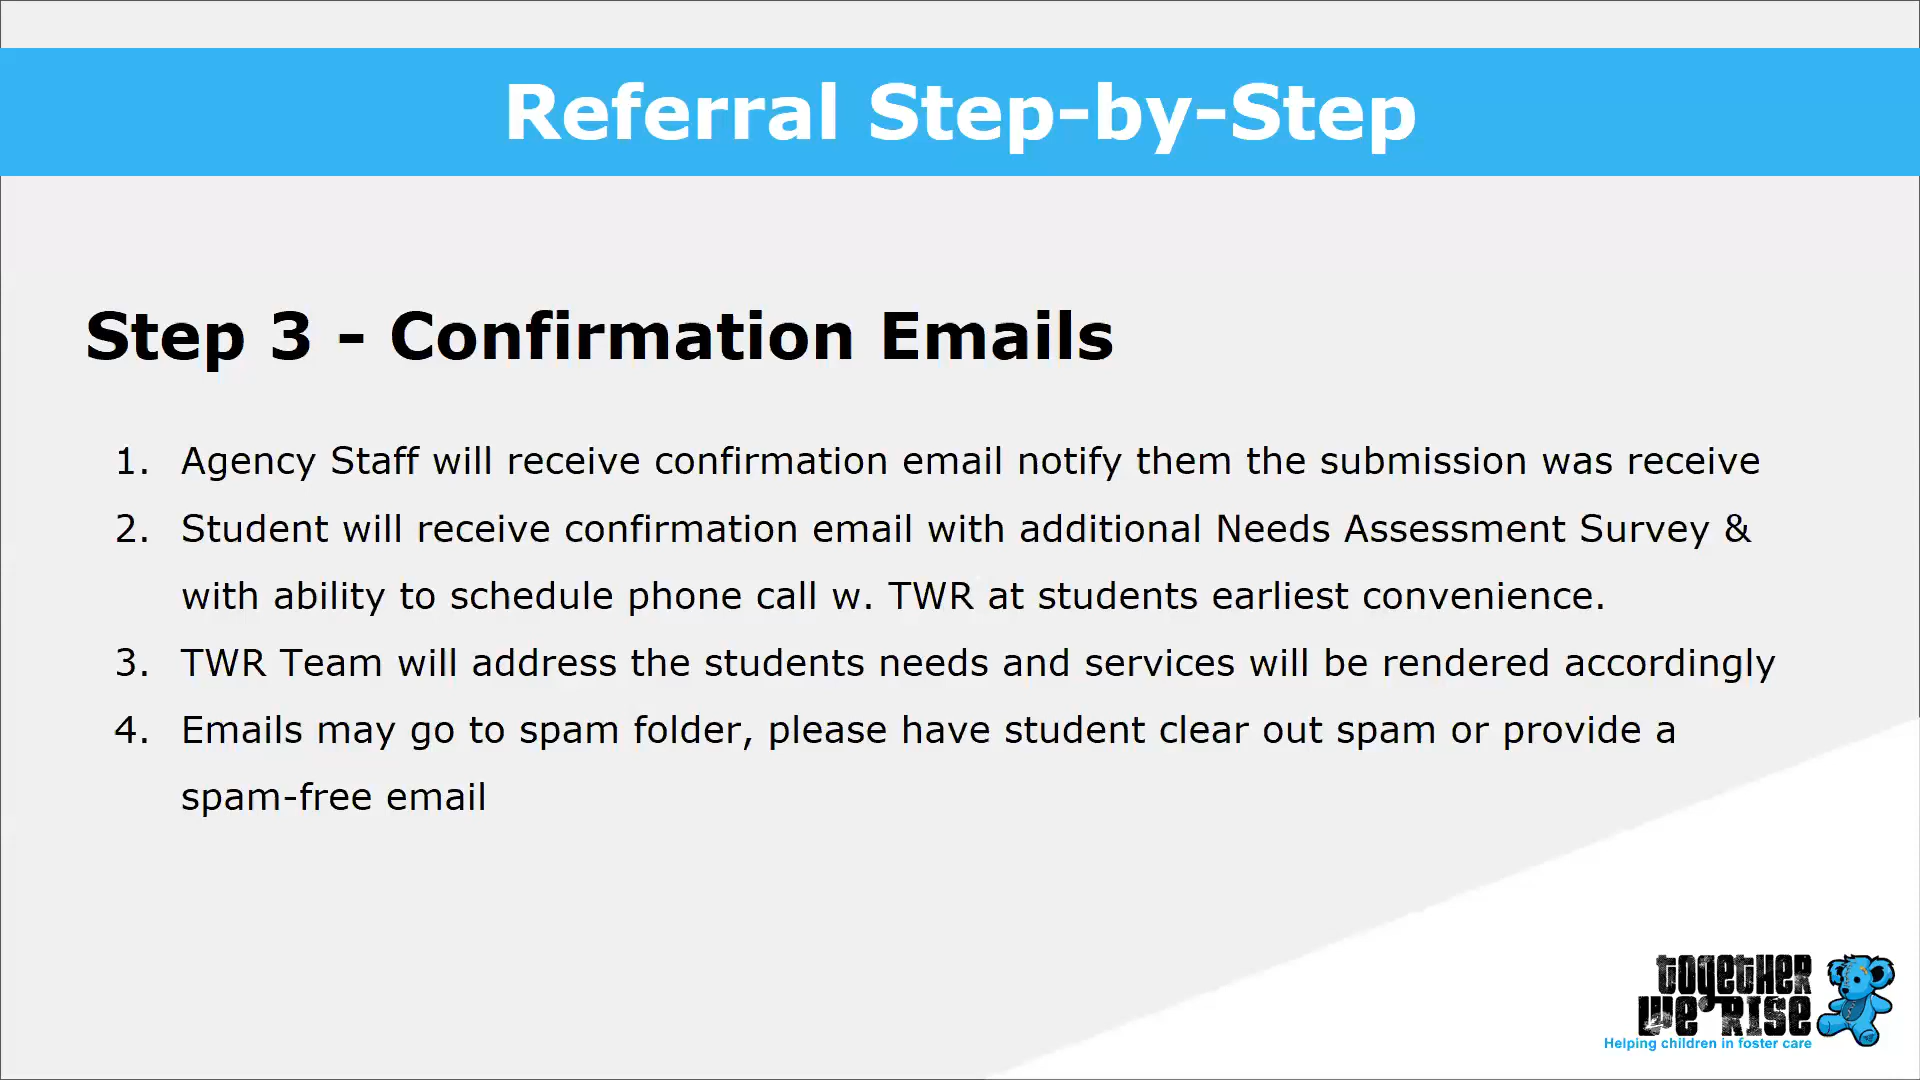 Referral Step-by-Step
Step 3 - Confirmation Emails
1. Agency Staff will receive confirmation email notify them the submission was receive
2. Student will receive confirmation email with additional Needs Assessment Survey &
with ability to schedule phone call w. TWR at students earliest convenience.
3. TWR Team will address the students needs and services will be rendered accordingly
4. Emails may go to spam folder, please have student clear out spam or provide a
spam-free email
together
we rise
Helping children in foster care